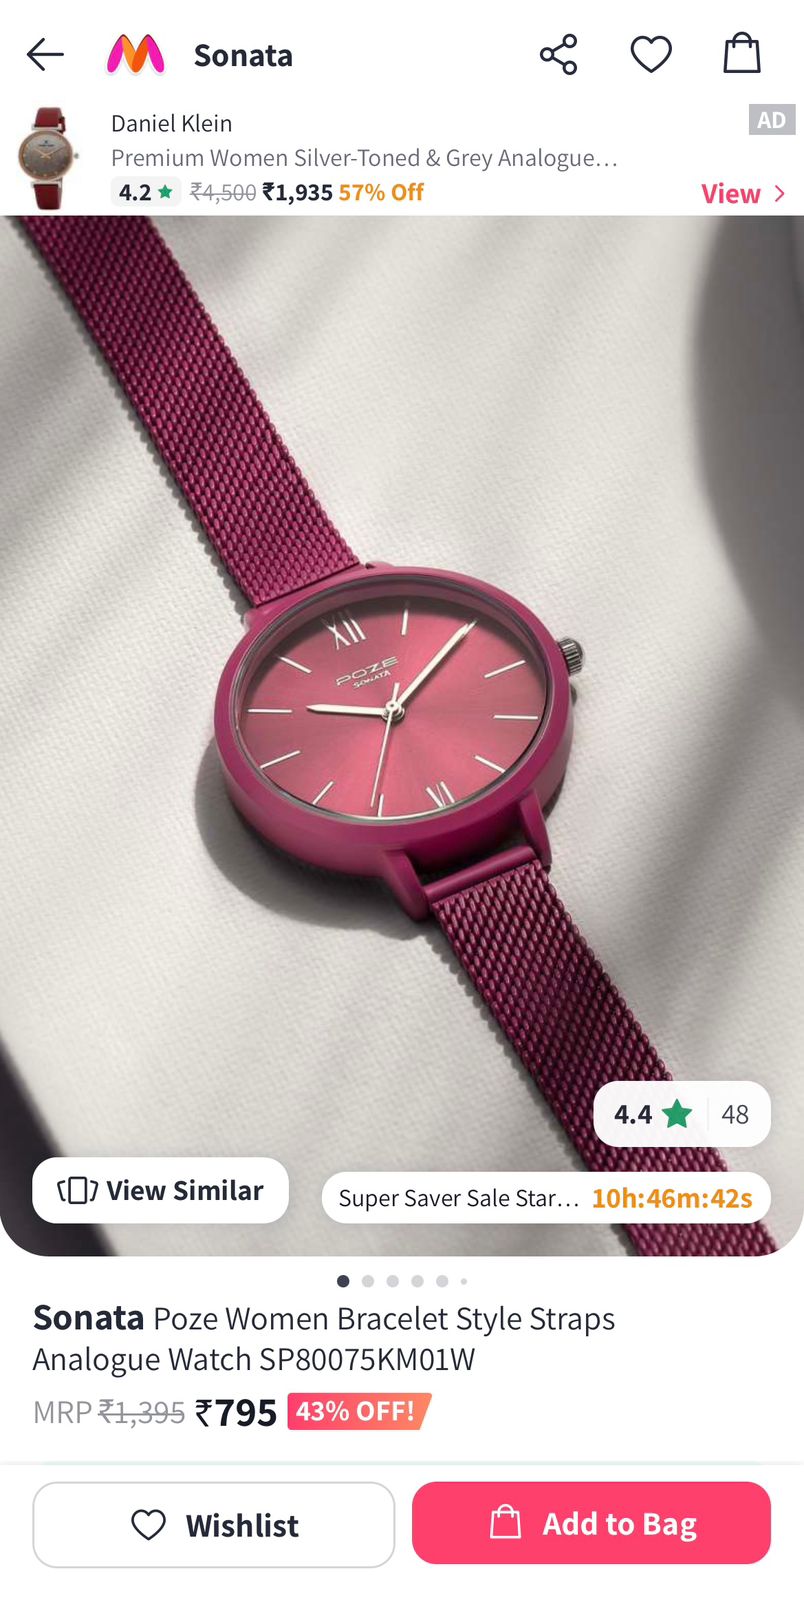 Sonata
Daniel Klein
AD
Premium Women Silver-Toned & Grey Analogue...
4.2 ★ ₹4,500 ₹1,935 57% Off
View >
XII
POZE
SONATA
VI
4.4 ★ | 48
View Similar
Super Saver Sale Star... 10h:46m:42s
Sonata Poze Women Bracelet Style Straps
Analogue Watch SP80075KM01W
MRP ₹1,395 ₹795 43% OFF!
Wishlist
Add to Bag